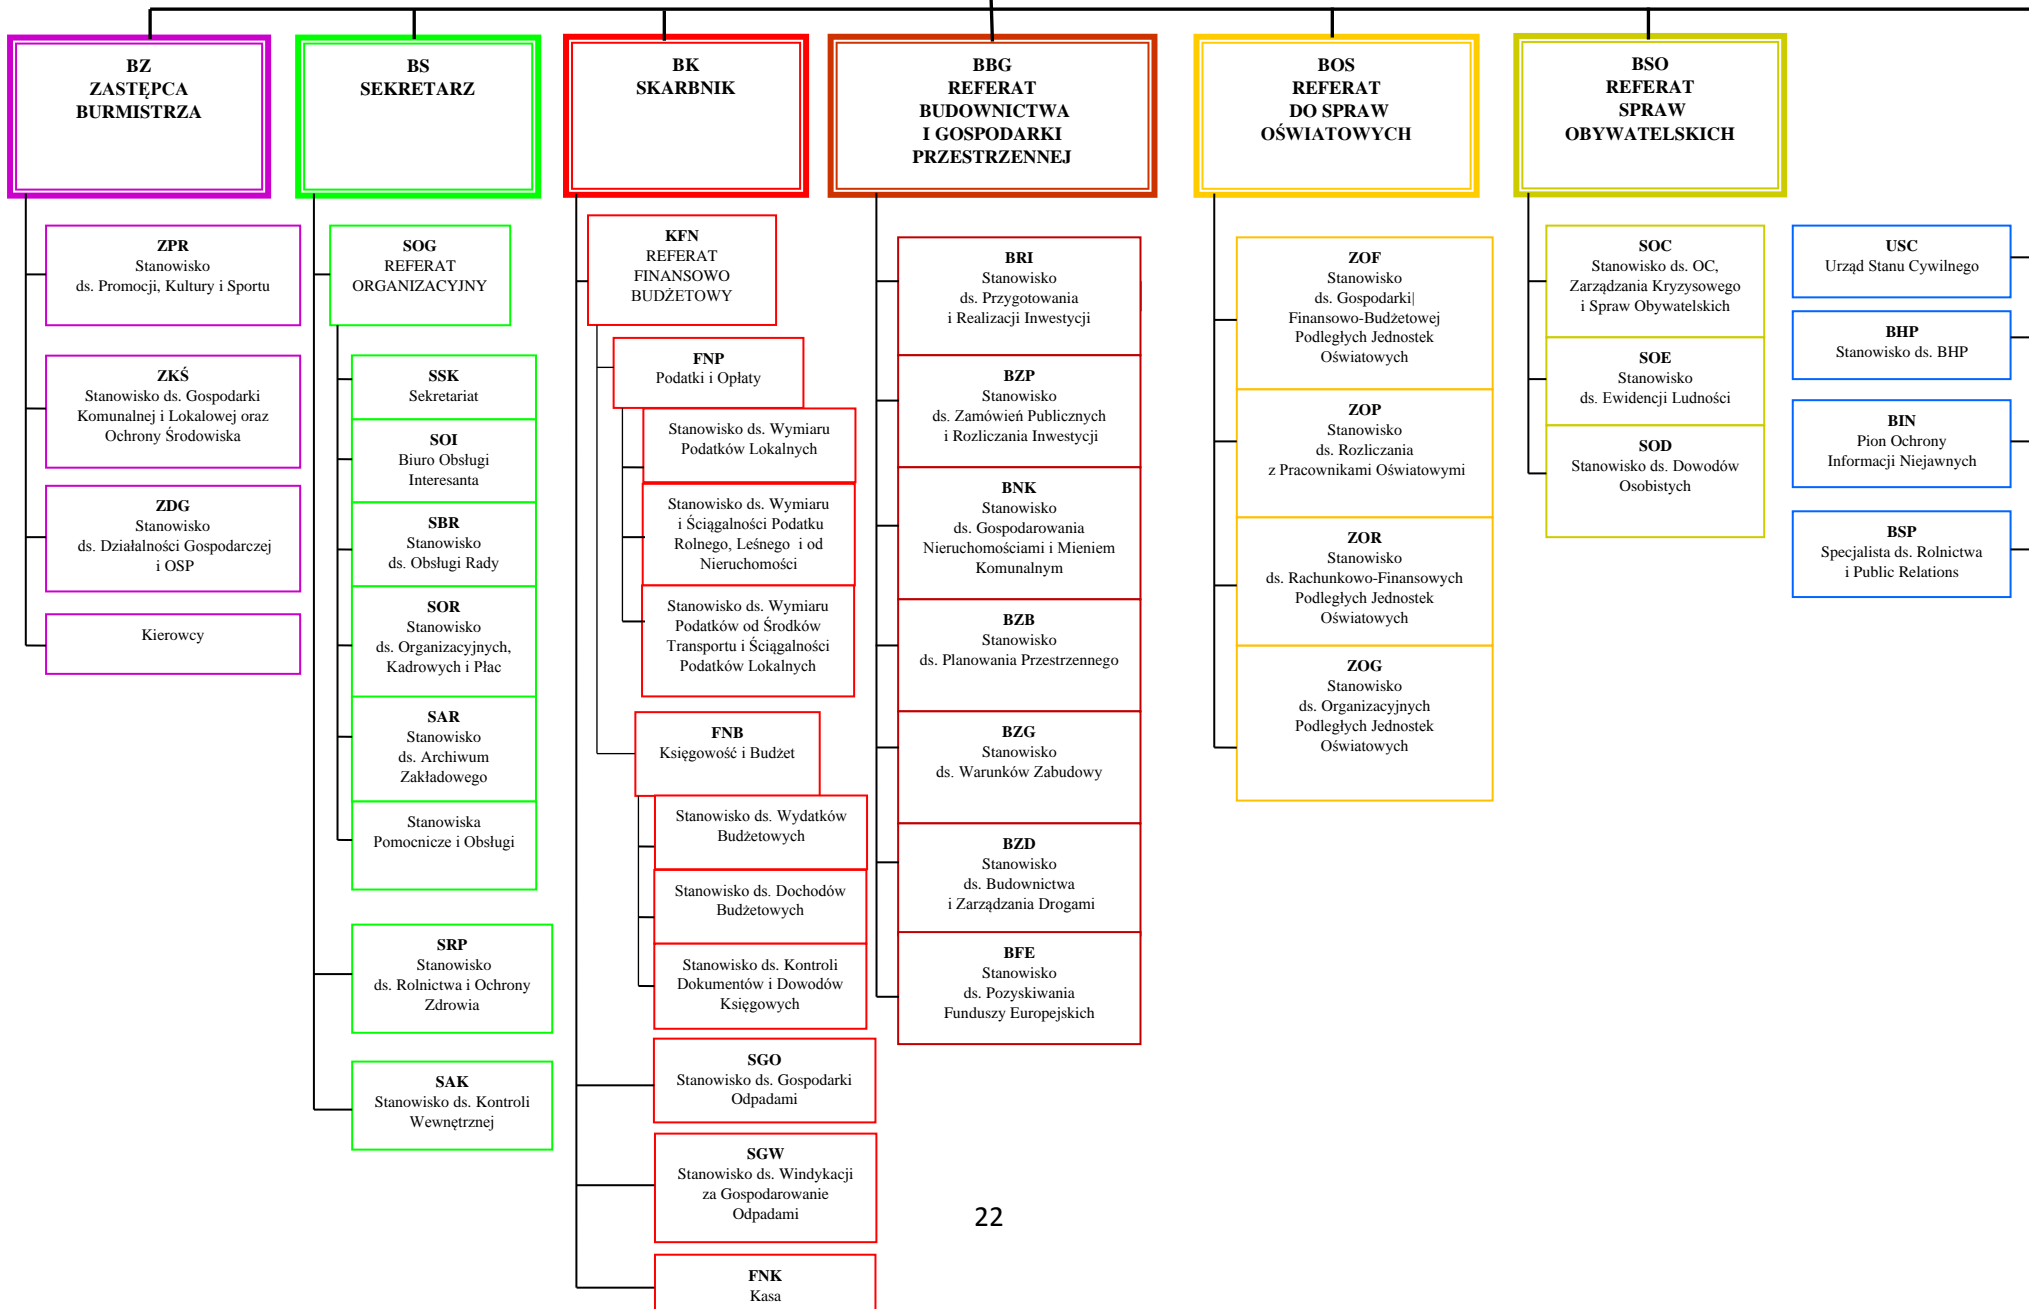 BZ
ZASTĘPCA
BURMISTRZA
ZPR
Stanowisko
ds. Promocji, Kultury i Sportu
ZKŚ
Stanowisko ds. Gospodarki
Komunalnej i Lokalowej oraz
Ochrony Środowiska
ZDG
Stanowisko
ds. Działalności Gospodarczej
i OSP
Kierowcy
BS
SEKRETARZ
SOG
REFERAT
ORGANIZACYJNY
SSK
Sekretariat
SOI
Biuro Obsługi
Interesanta
SBR
Stanowisko
ds. Obsługi Rady
SOR
Stanowisko
ds. Organizacyjnych,
Kadrowych i Płac
SAR
Stanowisko
ds. Archiwum
Zakładowego
Stanowiska
Pomocnicze i Obsługi
SRP
Stanowisko
ds. Rolnictwa i Ochrony
Zdrowia
SAK
Stanowisko ds. Kontroli
Wewnętrznej
BK
SKARBNIK
KFN
REFERAT
FINANSOWO
BUDŻETOWY
FNP
Podatki i Opłaty
Stanowisko ds. Wymiaru
Podatków Lokalnych
Stanowisko ds. Wymiaru
i Ściągalności Podatku
Rolnego, Leśnego i od
Nieruchomości
Stanowisko ds. Wymiaru
Podatków od Środków
Transportu i Ściągalności
Podatków Lokalnych
FNB
Księgowość i Budżet
Stanowisko ds. Wydatków
Budżetowych
Stanowisko ds. Dochodów
Budżetowych
Stanowisko ds. Kontroli
Dokumentów i Dowodów
Księgowych
SGO
Stanowisko ds. Gospodarki
Odpadami
SGW
Stanowisko ds. Windykacji
za Gospodarowanie
Odpadami
FNK
Kasa
BBG
REFERAT
BUDOWNICTWA
I GOSPODARKI
PRZESTRZENNEJ
BRI
Stanowisko
ds. Przygotowania
i Realizacji Inwestycji
BZP
Stanowisko
ds. Zamówień Publicznych
i Rozliczania Inwestycji
BNK
Stanowisko
ds. Gospodarowania
Nieruchomościami i Mieniem
Komunalnym
BZB
Stanowisko
ds. Planowania Przestrzennego
BZG
Stanowisko
ds. Warunków Zabudowy
BZD
Stanowisko
ds. Budownictwa
i Zarządzania Drogami
BFE
Stanowisko
ds. Pozyskiwania
Funduszy Europejskich
BOS
REFERAT
DO SPRAW
OŚWIATOWYCH
ZOF
Stanowisko
ds. Gospodarki|
Finansowo-Budżetowej
Podległych Jednostek
Oświatowych
ZOP
Stanowisko
ds. Rozliczania
z Pracownikami Oświatowymi
ZOR
Stanowisko
ds. Rachunkowo-Finansowych
Podległych Jednostek
Oświatowych
ZOG
Stanowisko
ds. Organizacyjnych
Podległych Jednostek
Oświatowych
BSO
REFERAT
SPRAW
OBYWATELSKICH
SOC
Stanowisko ds. OC,
Zarządzania Kryzysowego
i Spraw Obywatelskich
SOE
Stanowisko
ds. Ewidencji Ludności
SOD
Stanowisko ds. Dowodów
Osobistych
USC
Urząd Stanu Cywilnego
BHP
Stanowisko ds. BHP
BIN
Pion Ochrony
Informacji Niejawnych
BSP
Specjalista ds. Rolnictwa
i Public Relations
22